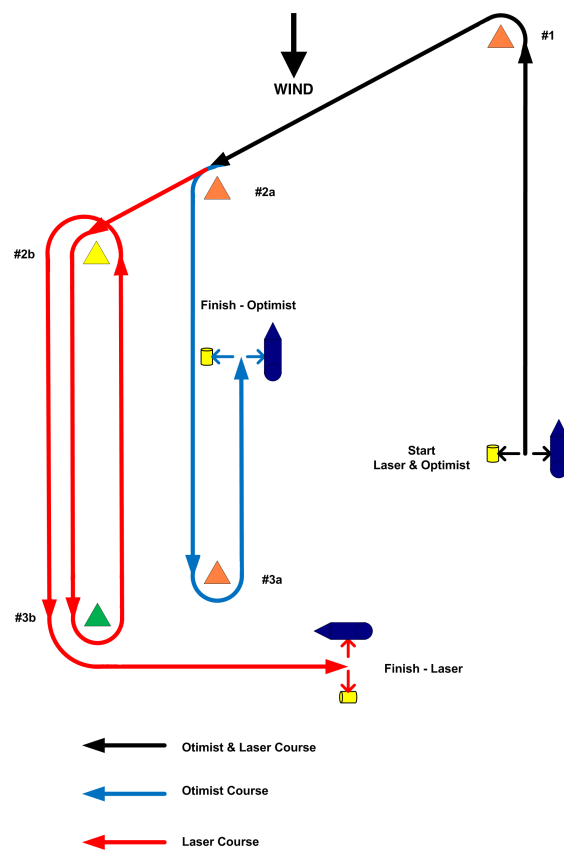 #1
WIND
#2a
#2b
Finish - Optimist
Start
Laser & Optimist
#3a
#3b
Finish - Laser
Otimist & Laser Course
Otimist Course
Laser Course